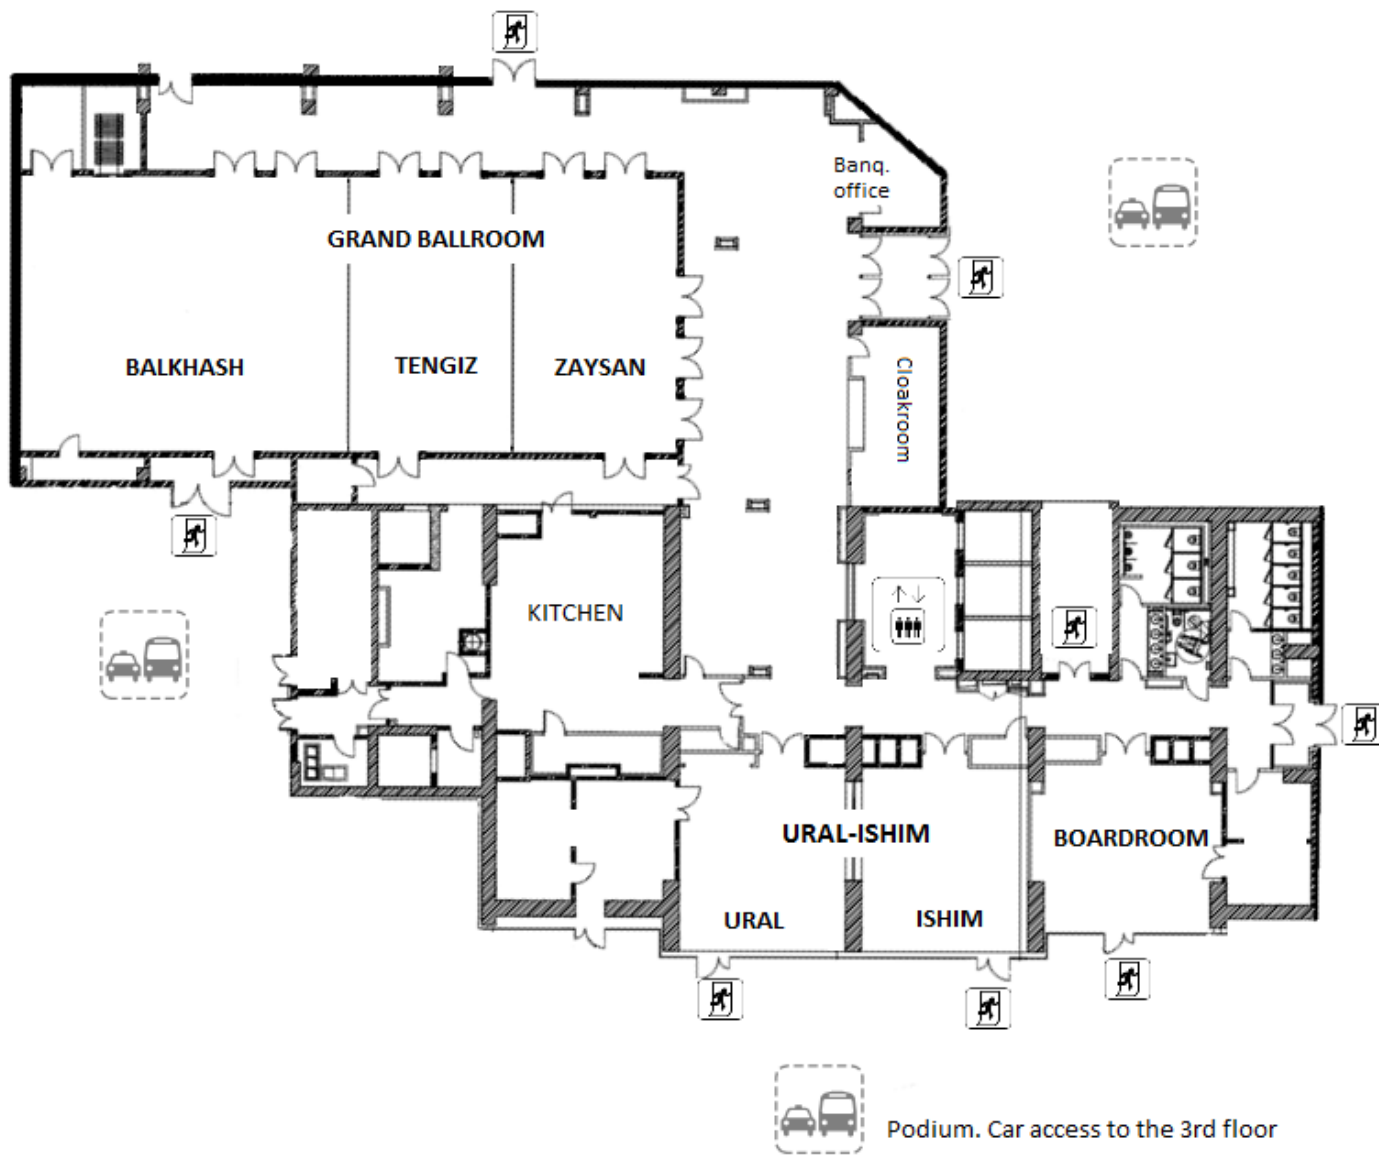 Banq.
office
GRAND BALLROOM
BALKHASH
TENGIZ
ZAYSAN
Cloakroom
KITCHEN
URAL-ISHIM
BOARDROOM
URAL
ISHIM
Podium. Car access to the 3rd floor